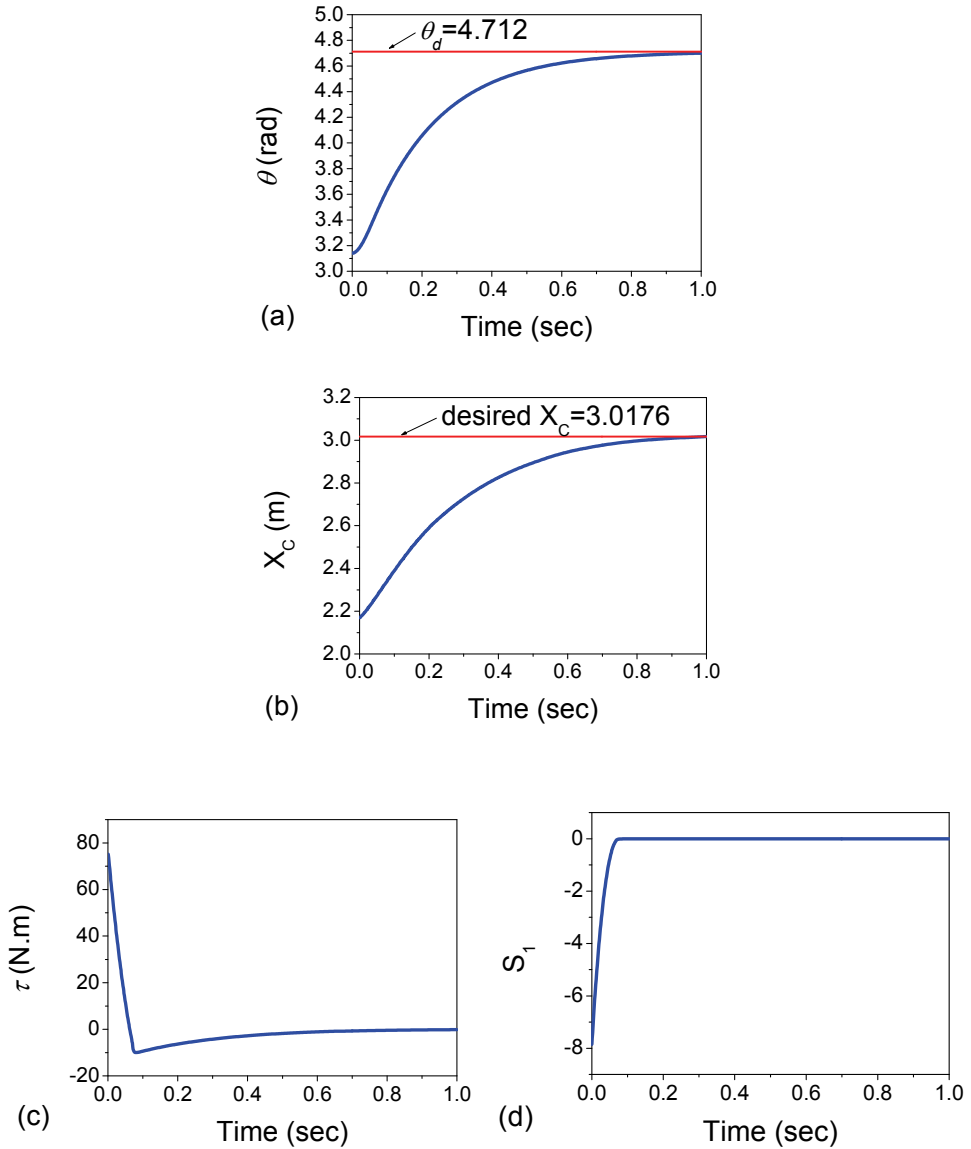 5.0
4.8
4.6
4.4
4.2
4.0
3.8
3.6
3.4
3.2
3.0
θd=4.712
θ (rad)
0.0 0.2 0.4 0.6 0.8 1.0
Time (sec)
(a)
3.2
3.0
2.8
2.6
2.4
2.2
2.0
desired XC=3.0176
XC (m)
0.0 0.2 0.4 0.6 0.8 1.0
Time (sec)
(b)
80
60
40
20
0
-20
τ (N.m)
0.0 0.2 0.4 0.6 0.8 1.0
Time (sec)
(c)
0
-2
-4
-6
-8
S1
0.0 0.2 0.4 0.6 0.8 1.0
Time (sec)
(d)